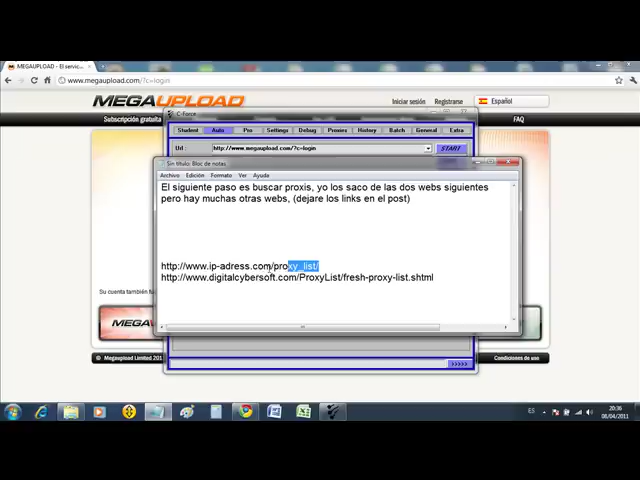 MEGAUPLOAD - El servic...
www.megaupload.com/?c=login
MEGAUPLOAD
Iniciar sesión
Registrarse
Español
Suscripción gratuita
FAQ
C-Force
Student
Auto
Pro
Settings
Debug
Proxies
History
Batch
General
Extra
Url :
http://www.megaupload.com/?c=login
START
Sin título: Bloc de notas
Archivo Edición Formato Ver Ayuda
El siguiente paso es buscar proxis, yo los saco de las dos webs siguientes
pero hay muchas otras webs, (dejare los links en el post)
http://www.ip-adress.com/proxy_list/
http://www.digitalcybersoft.com/ProxyList/fresh-proxy-list.shtml
Su cuenta también fu
MEGA
Megaupload Limited 20
Condiciones de uso
>>>>>
ES
20:36
08/04/2011